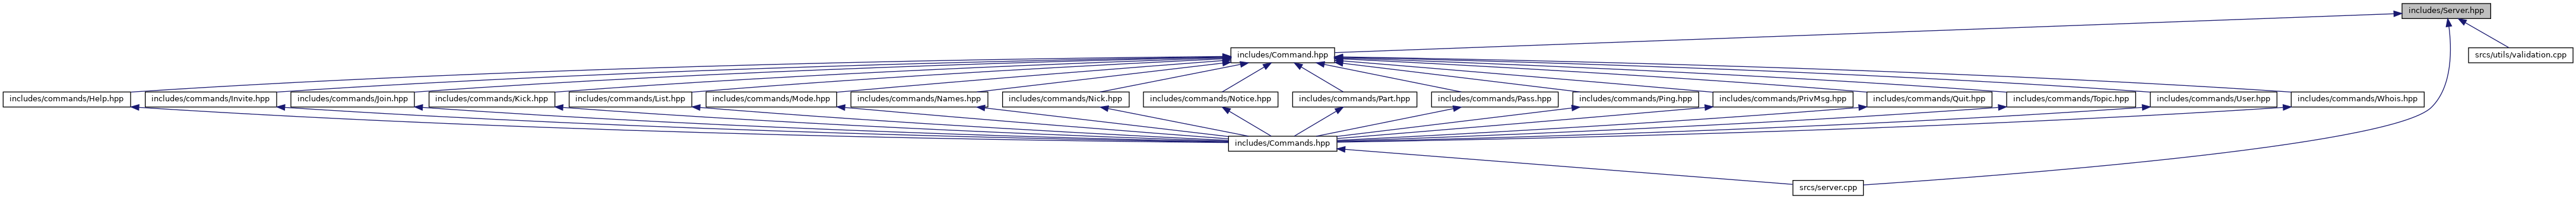 includes/Server.hpp
includes/Command.hpp
srcs/utils/validation.cpp
includes/commands/Help.hpp
includes/commands/Invite.hpp
includes/commands/Join.hpp
includes/commands/Kick.hpp
includes/commands/List.hpp
includes/commands/Mode.hpp
includes/commands/Names.hpp
includes/commands/Nick.hpp
includes/commands/Notice.hpp
includes/commands/Part.hpp
includes/commands/Pass.hpp
includes/commands/Ping.hpp
includes/commands/PrivMsg.hpp
includes/commands/Quit.hpp
includes/commands/Topic.hpp
includes/commands/User.hpp
includes/commands/Whois.hpp
includes/Commands.hpp
srcs/server.cpp